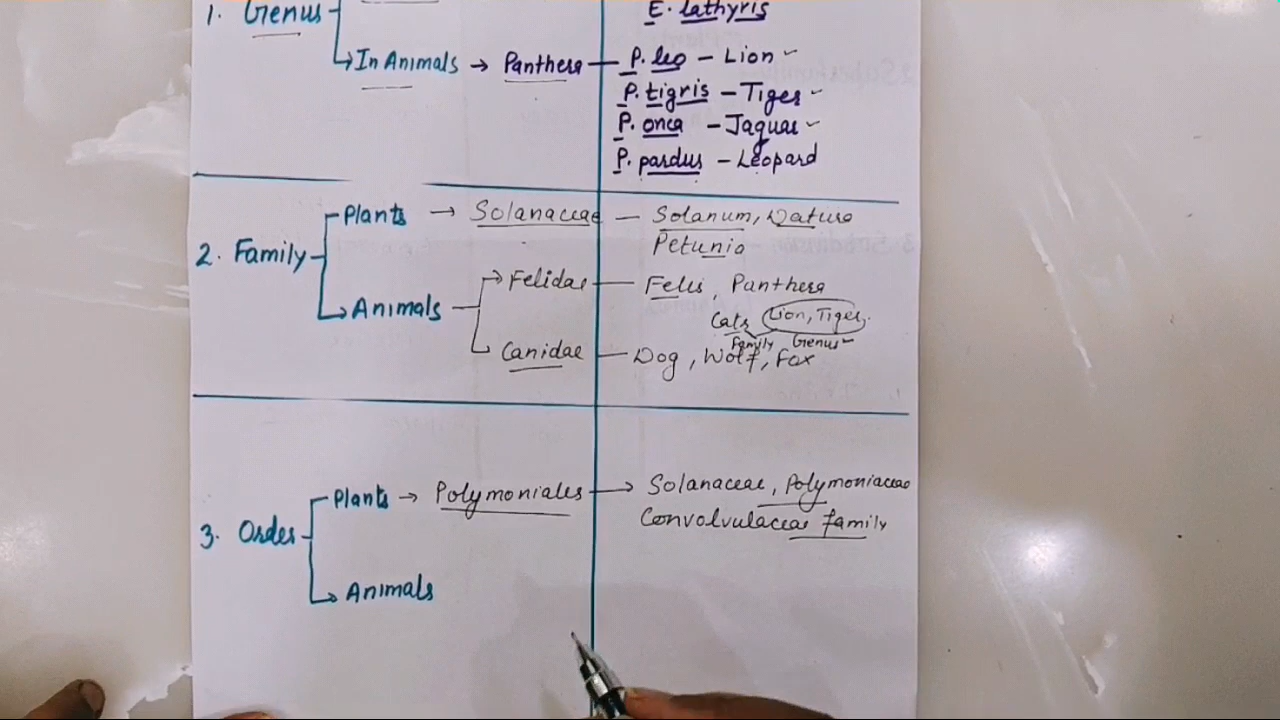 E. lathyris
1. Genus
In Animals → Panthera — P. leo – Lion
P. tigris – Tiger
P. onca – Jaguar
P. pardus – Leopard
Plants → Solanaceae — Solanum, Datura
Petunia
2. Family
Felidae — Felis, Panthera
Animals
Cats Lion, Tiger.
Family Genus
Canidae — Dog, Wolf, Fox
Plants → Polymoniales → Solanaceae, Polymoniaceae
Convolvulaceae family
3. Order
Animals